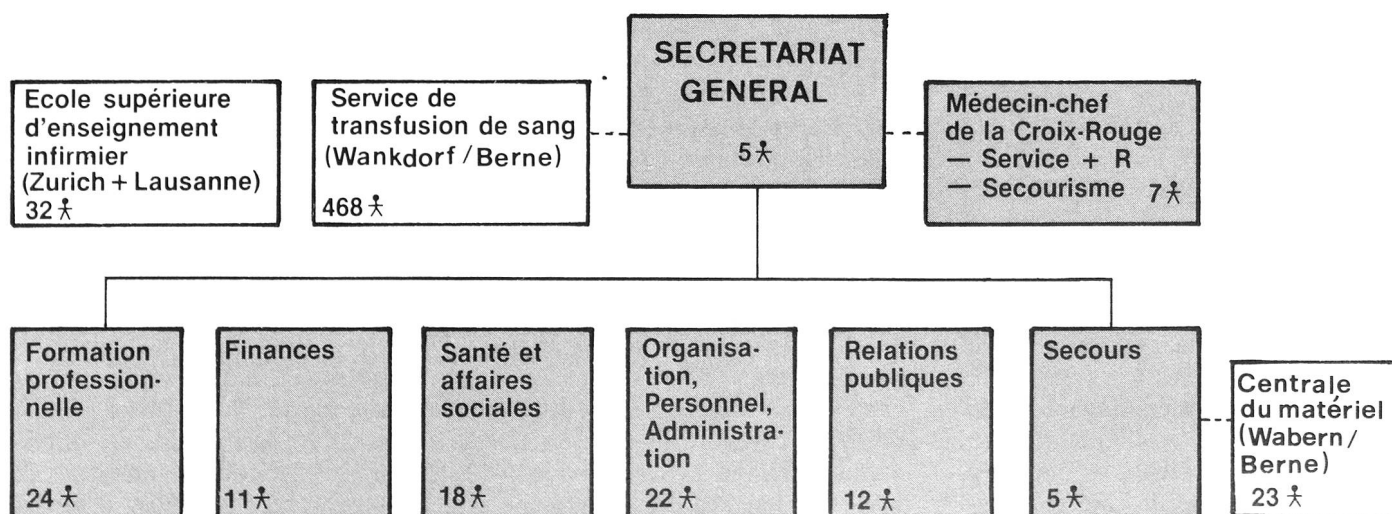 SECRETARIAT
GENERAL
5
Ecole supérieure
d'enseignement
infirmier
(Zurich + Lausanne)
32
Service de
transfusion de sang
(Wankdorf / Berne)
468
Médecin-chef
de la Croix-Rouge
— Service + R
— Secourisme 7
Formation
profession-
nelle
24
Finances
11
Santé et
affaires
sociales
18
Organisa-
tion,
Personnel,
Administra-
tion
22
Relations
publiques
12
Secours
5
Centrale
du matériel
(Wabern /
Berne)
23